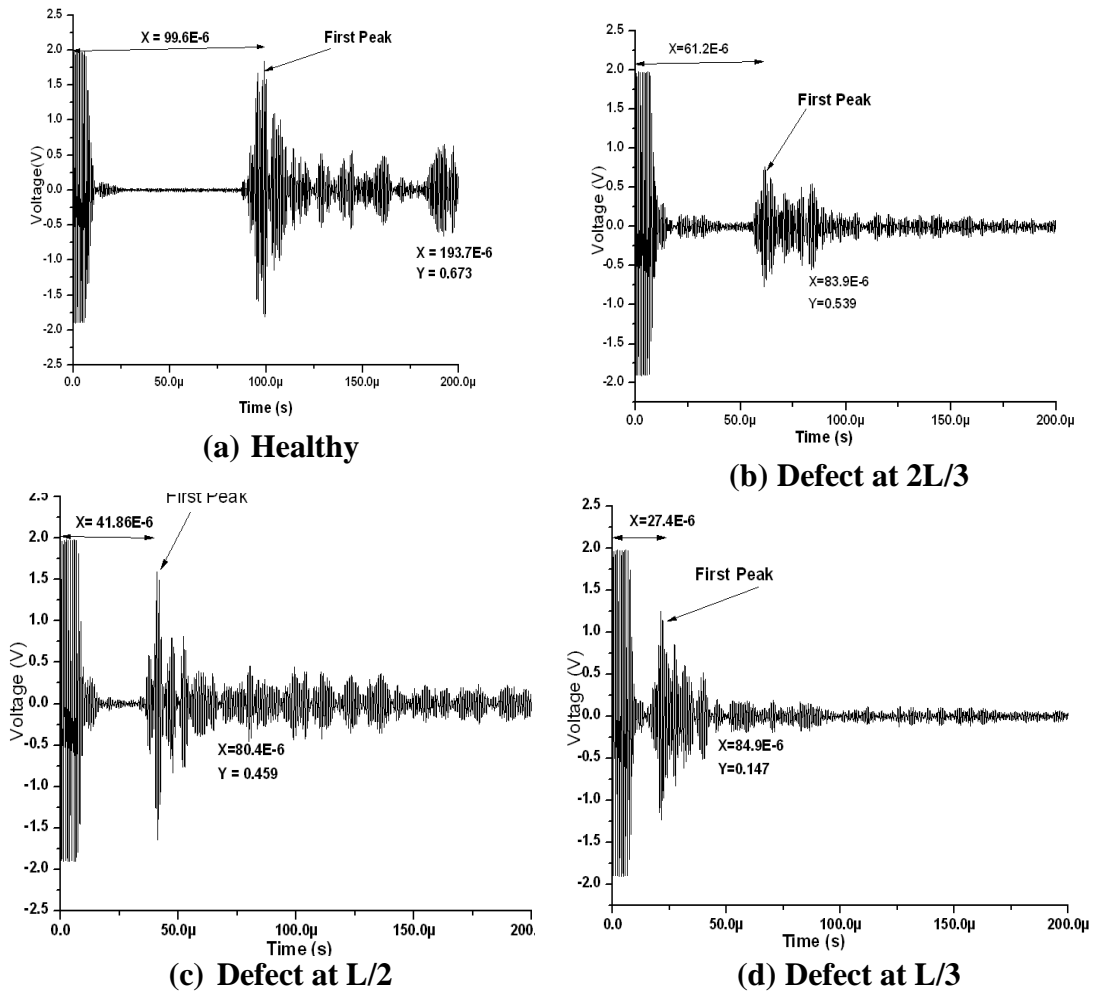 X = 99.6E-6
First Peak
2.0
1.5
1.0
0.5
0.0
-0.5
-1.0
-1.5
-2.0
-2.5
Voltage(V)
X = 193.7E-6
Y = 0.673
0.0
50.0μ
100.0μ
150.0μ
200.0μ
Time (s)
(a) Healthy
2.5
2.0
1.5
1.0
0.5
0.0
-0.5
-1.0
-1.5
-2.0
Voltage (V)
X=61.2E-6
First Peak
X=83.9E-6
Y=0.539
0.0
50.0μ
100.0μ
150.0μ
200.0μ
Time (s)
(b) Defect at 2L/3
2.5
2.0
1.5
1.0
0.5
0.0
-0.5
-1.0
-1.5
-2.0
-2.5
Voltage (V)
First Peak
X= 41.86E-6
X=80.4E-6
Y = 0.459
0.0
50.0μ
100.0μ
150.0μ
200.
Time (s)
(c) Defect at L/2
2.5
2.0
1.5
1.0
0.5
0.0
-0.5
-1.0
-1.5
-2.0
Voltage (V)
X=27.4E-6
First Peak
X=84.9E-6
Y=0.147
0.0
50.0μ
100.0μ
150.0μ
200.0μ
Time (s)
(d) Defect at L/3